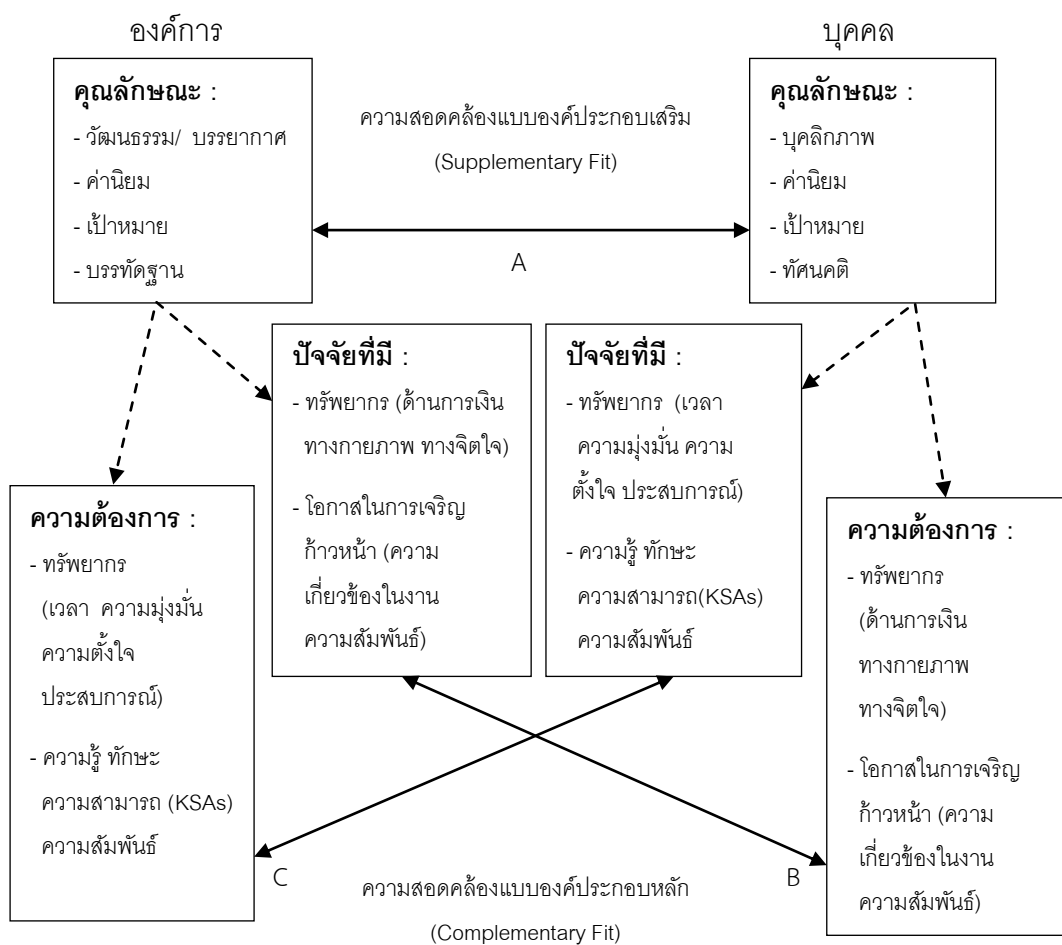 องค์การ
บุคคล
คุณลักษณะ :
- วัฒนธรรม/ บรรยากาศ
- ค่านิยม
- เป้าหมาย
- บรรทัดฐาน
ความสอดคล้องแบบองค์ประกอบเสริม
(Supplementary Fit)
A
คุณลักษณะ :
- บุคลิกภาพ
- ค่านิยม
- เป้าหมาย
- ทัศนคติ
ความต้องการ :
- ทรัพยากร
(เวลา ความมุ่งมั่น
ความตั้งใจ
ประสบการณ์)
- ความรู้ ทักษะ
ความสามารถ (KSAs)
ความสัมพันธ์
ปัจจัยที่มี :
- ทรัพยากร (ด้านการเงิน
ทางกายภาพ ทางจิตใจ)
- โอกาสในการเจริญ
ก้าวหน้า (ความ
เกี่ยวข้องในงาน
ความสัมพันธ์)
ปัจจัยที่มี :
- ทรัพยากร (เวลา
ความมุ่งมั่น ความ
ตั้งใจ ประสบการณ์)
- ความรู้ ทักษะ
ความสามารถ(KSAs)
ความสัมพันธ์
ความต้องการ :
- ทรัพยากร
(ด้านการเงิน
ทางกายภาพ
ทางจิตใจ)
- โอกาสในการเจริญ
ก้าวหน้า (ความ
เกี่ยวข้องในงาน
ความสัมพันธ์)
C
ความสอดคล้องแบบองค์ประกอบหลัก
(Complementary Fit)
B